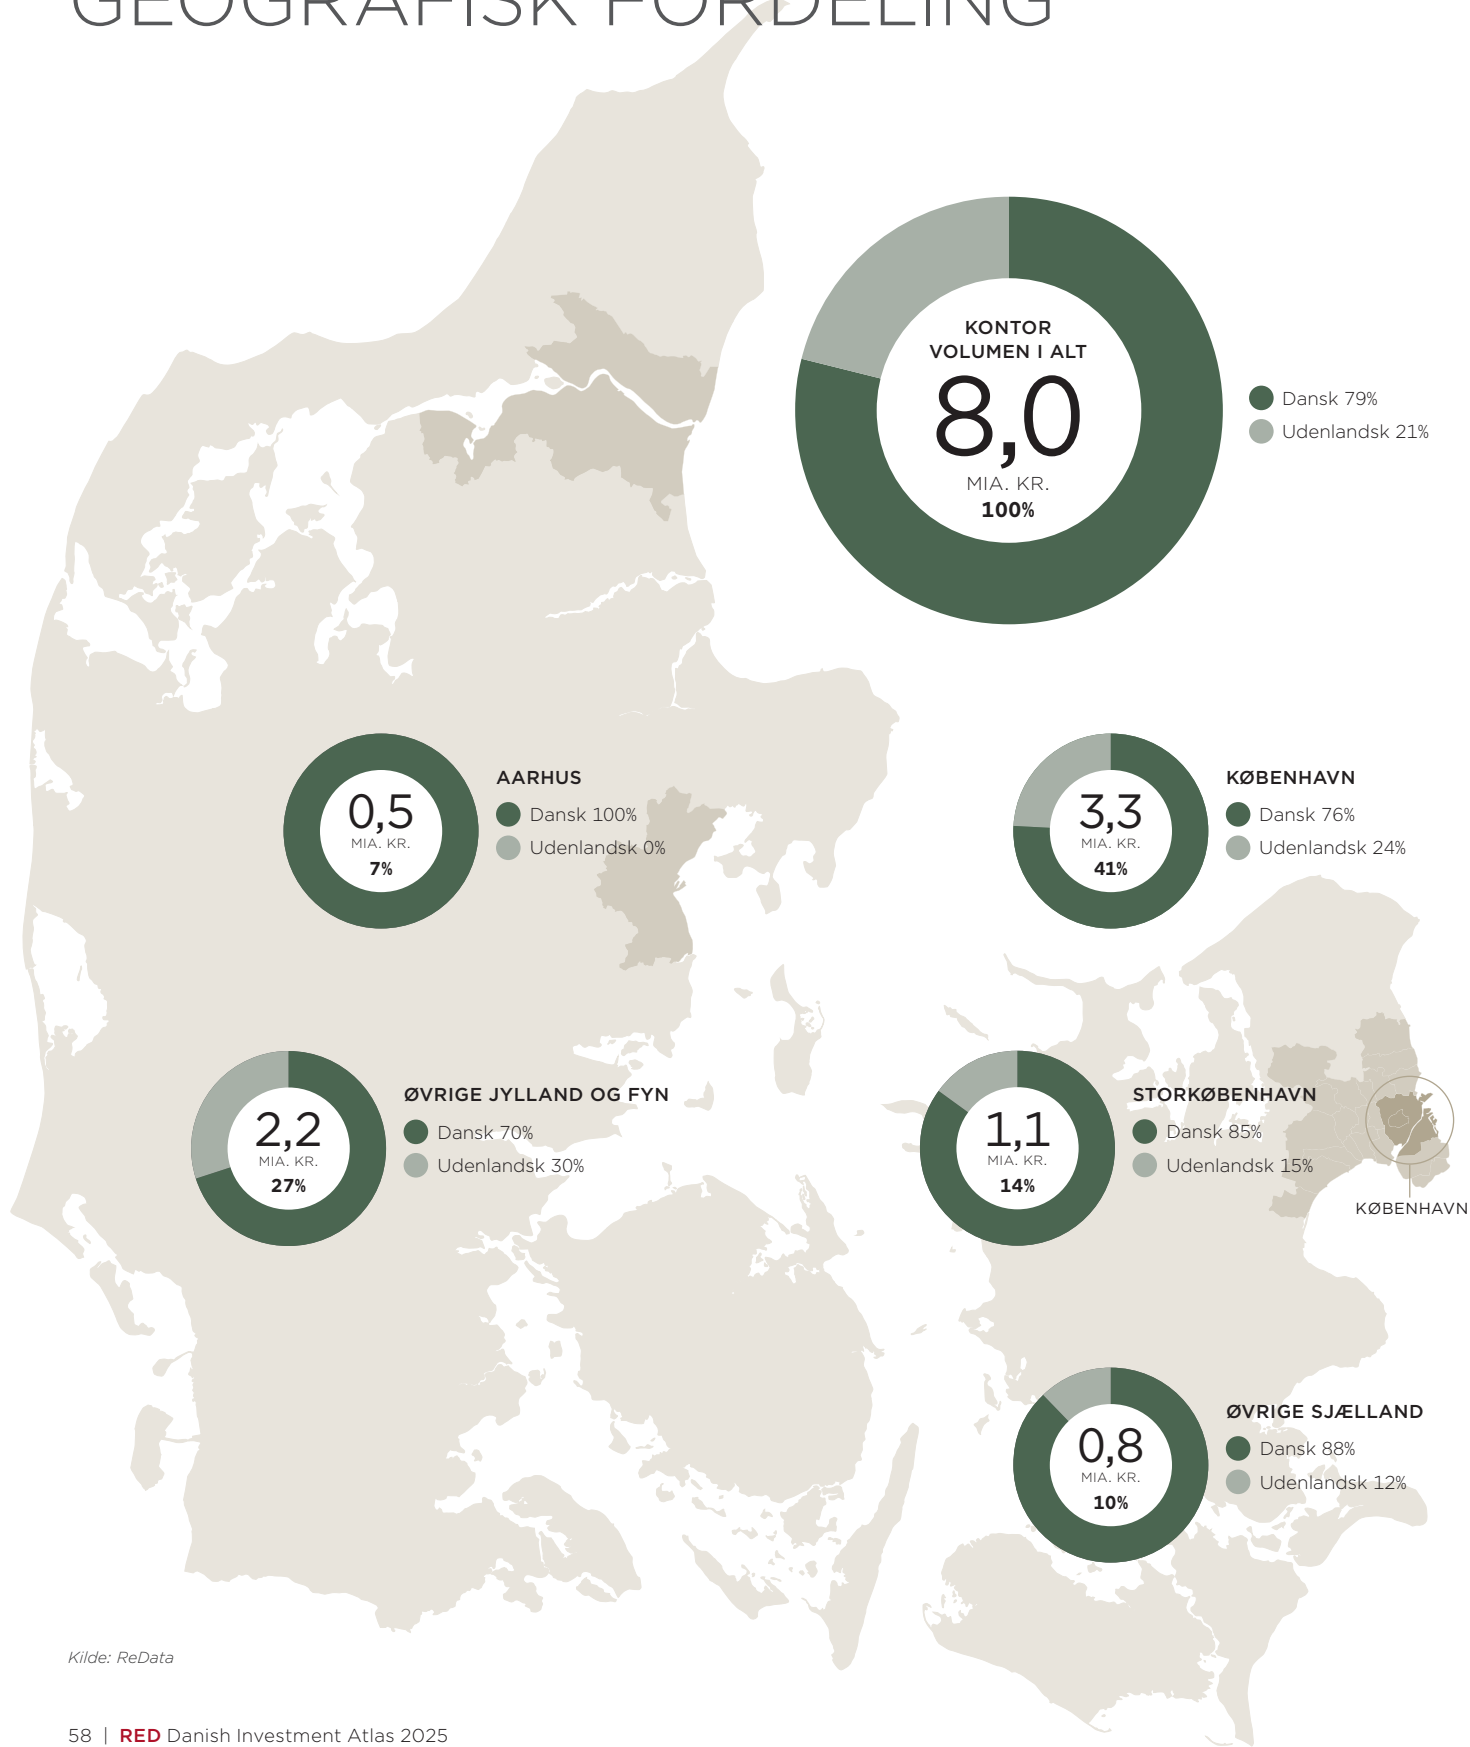 GEOGRAFISK FORDELING
KONTOR
VOLUMEN I ALT
8,0
MIA. KR.
100%
Dansk 79%
Udenlandsk 21%
0,5
MIA. KR.
7%
AARHUS
Dansk 100%
Udenlandsk 0%
3,3
MIA. KR.
41%
KØBENHAVN
Dansk 76%
Udenlandsk 24%
2,2
MIA. KR.
27%
ØVRIGE JYLLAND OG FYN
Dansk 70%
Udenlandsk 30%
1,1
MIA. KR.
14%
STORKØBENHAVN
Dansk 85%
Udenlandsk 15%
KØBENHAVN
0,8
MIA. KR.
10%
ØVRIGE SJÆLLAND
Dansk 88%
Udenlandsk 12%
Kilde: ReData
58 | RED Danish Investment Atlas 2025